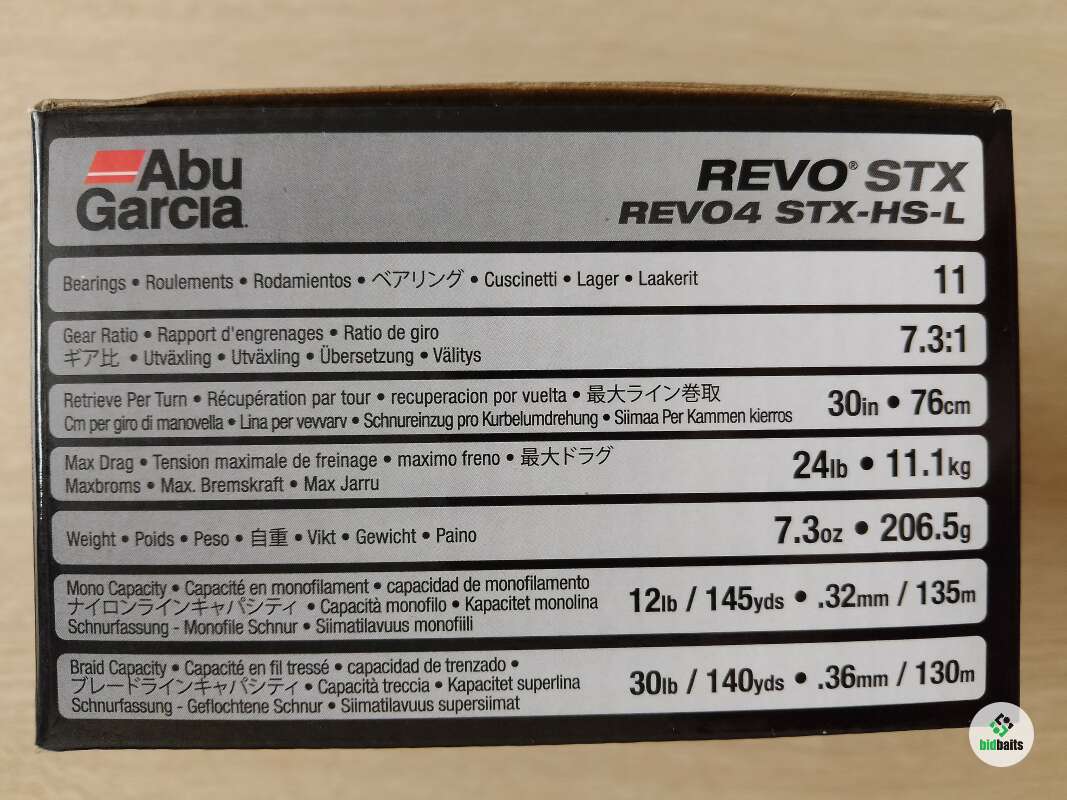 Abu
Garcia
REVO® STX
REVO4 STX-HS-L
Bearings • Roulements • Rodamientos • ベアリング • Cuscinetti • Lager • Laakerit
11
Gear Ratio • Rapport d'engrenages • Ratio de giro
ギア比 • Utväxling • Utväxling • Übersetzung • Välitys
7.3:1
Retrieve Per Turn • Récupération par tour • recuperacion por vuelta • 最大ライン巻取
Cm per giro di manovella • Lina per vevvarv • Schnureinzug pro Kurbelumdrehung • Siimaa Per Kammen kierros
30in • 76cm
Max Drag • Tension maximale de freinage • maximo freno • 最大ドラグ
Maxbroms • Max. Bremskraft • Max Jarru
24lb • 11.1kg
Weight • Poids • Peso • 自重 • Vikt • Gewicht • Paino
7.3oz • 206.5g
Mono Capacity • Capacité en monofilament • capacidad de monofilamento
ナイロンラインキャパシティ • Capacità monofilo • Kapacitet monolina
Schnurfassung - Monofile Schnur • Siimatilavuus monofiili
12lb / 145yds • .32mm / 135m
Braid Capacity • Capacité en fil tressé • capacidad de trenzado •
ブレードラインキャパシティ • Capacità treccia • Kapacitet superlina
Schnurfassung - Geflochtene Schnur • Siimatilavuus supersiimat
30lb / 140yds • .36mm / 130m
bidbaits